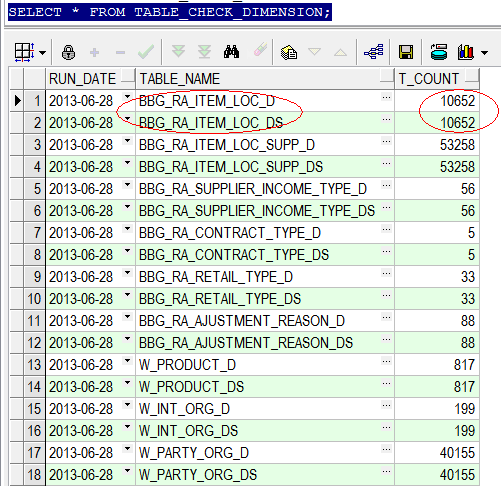 SELECT * FROM TABLE_CHECK_DIMENSION;
RUN_DATE TABLE_NAME T_COUNT
1 2013-06-28 BBG_RA_ITEM_LOC_D ... 10652
2 2013-06-28 BBG_RA_ITEM_LOC_DS ... 10652
3 2013-06-28 BBG_RA_ITEM_LOC_SUPP_D ... 53258
4 2013-06-28 BBG_RA_ITEM_LOC_SUPP_DS ... 53258
5 2013-06-28 BBG_RA_SUPPLIER_INCOME_TYPE_D ... 56
6 2013-06-28 BBG_RA_SUPPLIER_INCOME_TYPE_DS ... 56
7 2013-06-28 BBG_RA_CONTRACT_TYPE_D ... 5
8 2013-06-28 BBG_RA_CONTRACT_TYPE_DS ... 5
9 2013-06-28 BBG_RA_RETAIL_TYPE_D ... 33
10 2013-06-28 BBG_RA_RETAIL_TYPE_DS ... 33
11 2013-06-28 BBG_RA_AJUSTMENT_REASON_D ... 88
12 2013-06-28 BBG_RA_AJUSTMENT_REASON_DS ... 88
13 2013-06-28 W_PRODUCT_D ... 817
14 2013-06-28 W_PRODUCT_DS ... 817
15 2013-06-28 W_INT_ORG_D ... 199
16 2013-06-28 W_INT_ORG_DS ... 199
17 2013-06-28 W_PARTY_ORG_D ... 40155
18 2013-06-28 W_PARTY_ORG_DS ... 40155